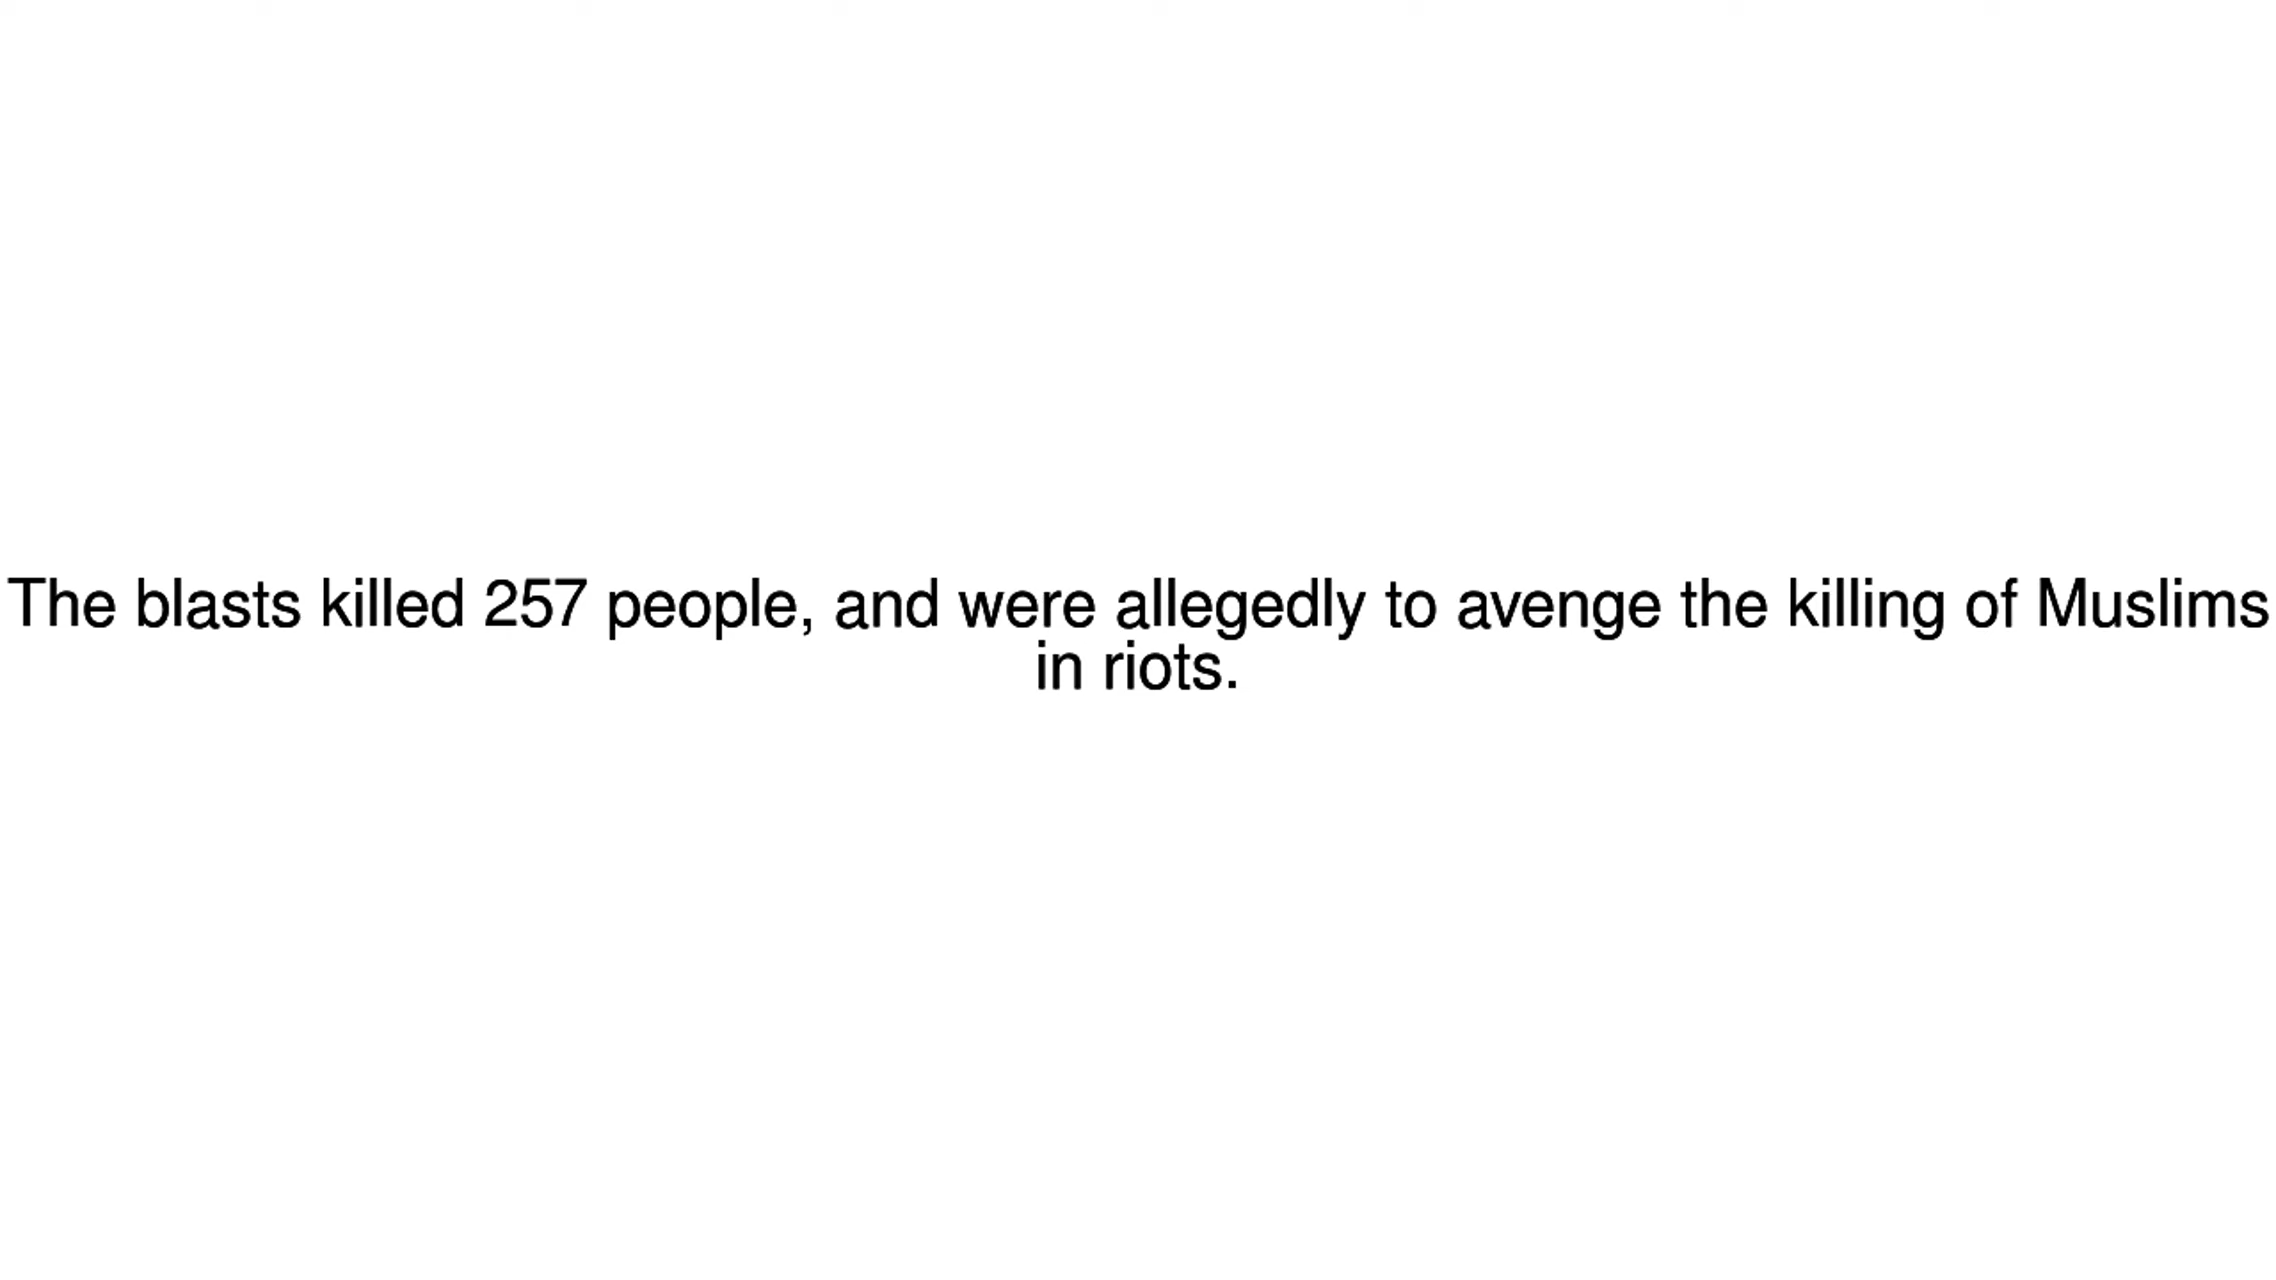 The blasts killed 257 people, and were allegedly to avenge the killing of Muslims
in riots.